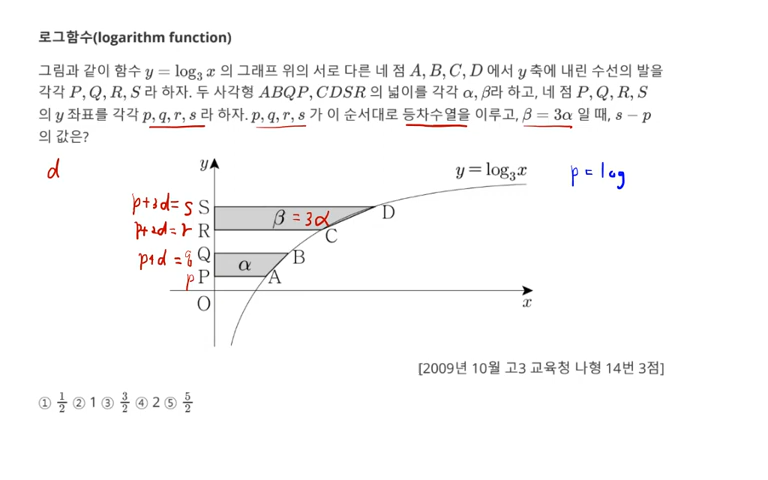 로그함수(logarithm function)
그림과 같이 함수 y = log₃ x 의 그래프 위의 서로 다른 네 점 A, B, C, D 에서 y 축에 내린 수선의 발을
각각 P, Q, R, S 라 하자. 두 사각형 ABQP, CDSR 의 넓이를 각각 α, β라 하고, 네 점 P, Q, R, S
의 y 좌표를 각각 p, q, r, s 라 하자. p, q, r, s 가 이 순서대로 등차수열을 이루고, β = 3α 일 때, s − p
의 값은?
d
y
y = log₃x
p = log
p+3d = s S
D
β = 3α
p+2d = r R
C
p+d = q Q
B
α
p P
A
O
x
[2009년 10월 고3 교육청 나형 14번 3점]
① 1/2 ② 1 ③ 3/2 ④ 2 ⑤ 5/2